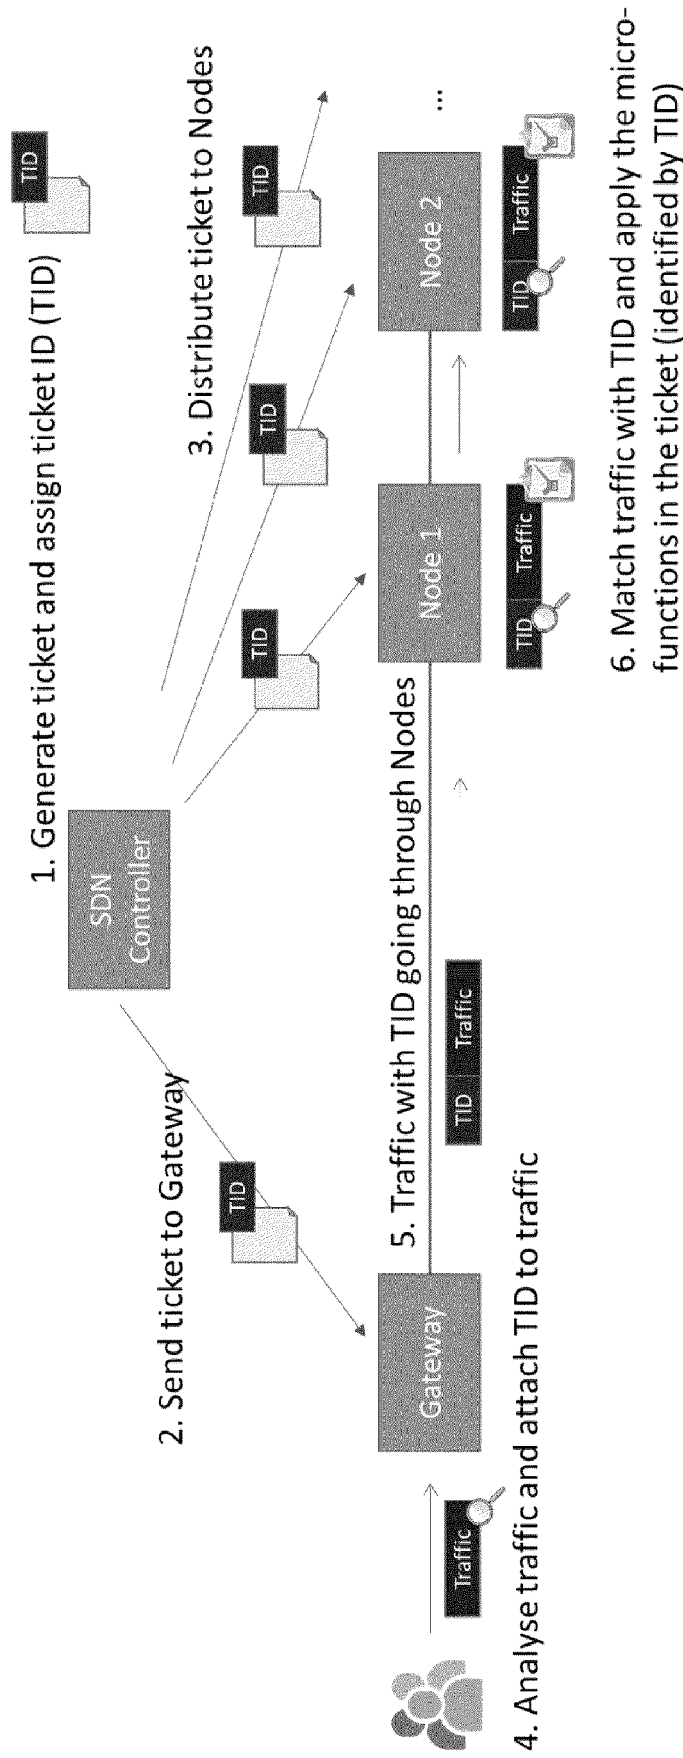 1. Generate ticket and assign ticket ID (TID)
TID
SDN
Controller
2. Send ticket to Gateway
TID
3. Distribute ticket to Nodes
TID
TID
TID
Gateway
5. Traffic with TID going through Nodes
Node 1
Node 2
...
Traffic
TID Traffic
TID Traffic
TID Traffic
4. Analyse traffic and attach TID to traffic
6. Match traffic with TID and apply the micro-
functions in the ticket (identified by TID)